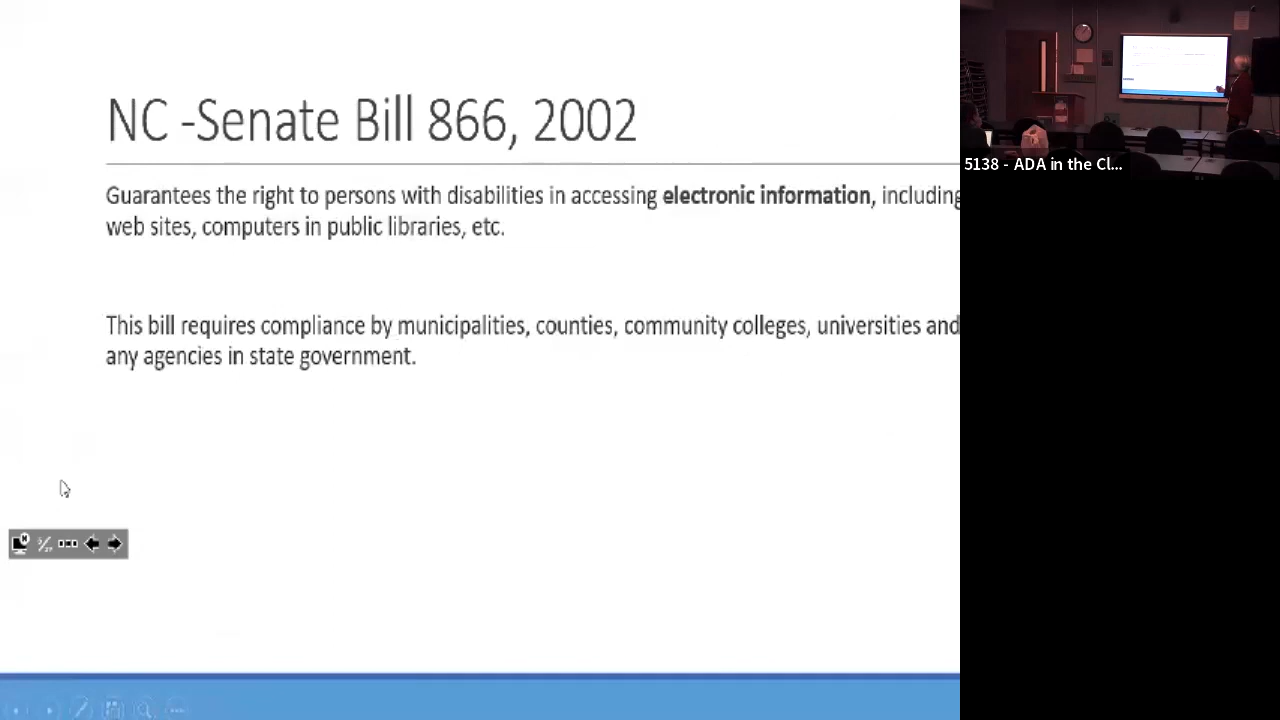 NC -Senate Bill 866, 2002
Guarantees the right to persons with disabilities in accessing electronic information, including
web sites, computers in public libraries, etc.
This bill requires compliance by municipalities, counties, community colleges, universities and
any agencies in state government.
5138 - ADA in the Cl...